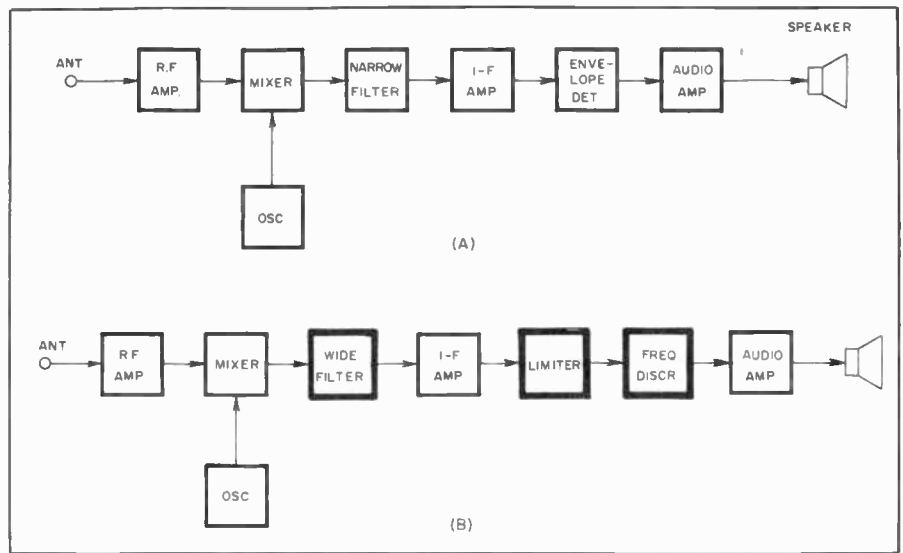 SPEAKER
ANT
R.F
AMP.
MIXER
NARROW
FILTER
I-F
AMP
ENVE-
LOPE
DET
AUDIO
AMP
OSC
(A)
ANT
RF
AMP
MIXER
WIDE
FILTER
I-F
AMP
LIMITER
FREQ
DISCR
AUDIO
AMP
OSC
(B)